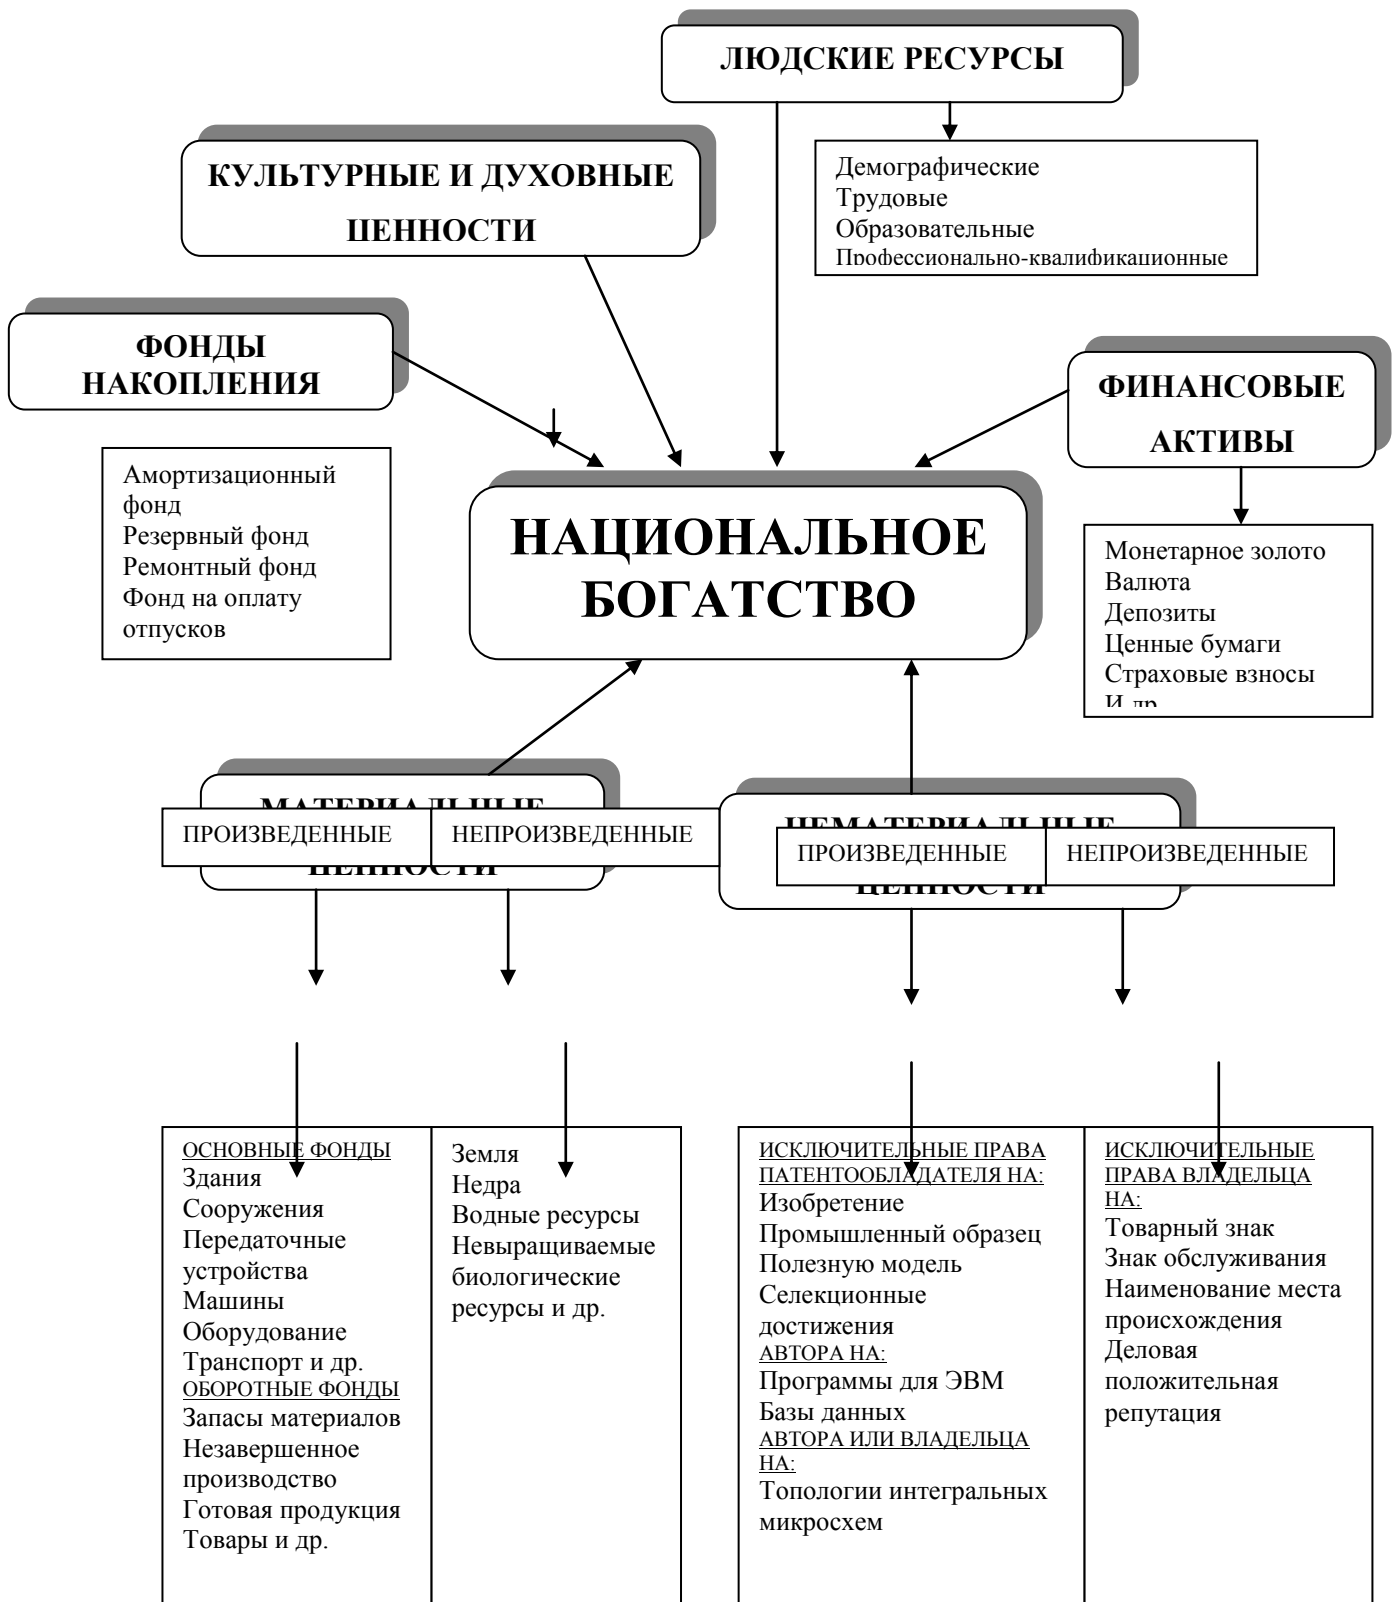 ЛЮДСКИЕ РЕСУРСЫ
Демографические
Трудовые
Образовательные
Профессионально-квалификационные
КУЛЬТУРНЫЕ И ДУХОВНЫЕ
ЦЕННОСТИ
ФОНДЫ
НАКОПЛЕНИЯ
Амортизационный
фонд
Резервный фонд
Ремонтный фонд
Фонд на оплату
отпусков
ФИНАНСОВЫЕ
АКТИВЫ
Монетарное золото
Валюта
Депозиты
Ценные бумаги
Страховые взносы
И др
НАЦИОНАЛЬНОЕ
БОГАТСТВО
МАТЕРИАЛЬНЫЕ
ЦЕННОСТИ
ПРОИЗВЕДЕННЫЕ
НЕПРОИЗВЕДЕННЫЕ
НЕМАТЕРИАЛЬНЫЕ
ЦЕННОСТИ
ПРОИЗВЕДЕННЫЕ
НЕПРОИЗВЕДЕННЫЕ
ОСНОВНЫЕ ФОНДЫ
Здания
Сооружения
Передаточные
устройства
Машины
Оборудование
Транспорт и др.
ОБОРОТНЫЕ ФОНДЫ
Запасы материалов
Незавершенное
производство
Готовая продукция
Товары и др.
Земля
Недра
Водные ресурсы
Невыращиваемые
биологические
ресурсы и др.
ИСКЛЮЧИТЕЛЬНЫЕ ПРАВА
ПАТЕНТООБЛАДАТЕЛЯ НА:
Изобретение
Промышленный образец
Полезную модель
Селекционные
достижения
АВТОРА НА:
Программы для ЭВМ
Базы данных
АВТОРА ИЛИ ВЛАДЕЛЬЦА
НА:
Топологии интегральных
микросхем
ИСКЛЮЧИТЕЛЬНЫЕ
ПРАВА ВЛАДЕЛЬЦА
НА:
Товарный знак
Знак обслуживания
Наименование места
происхождения
Деловая
положительная
репутация